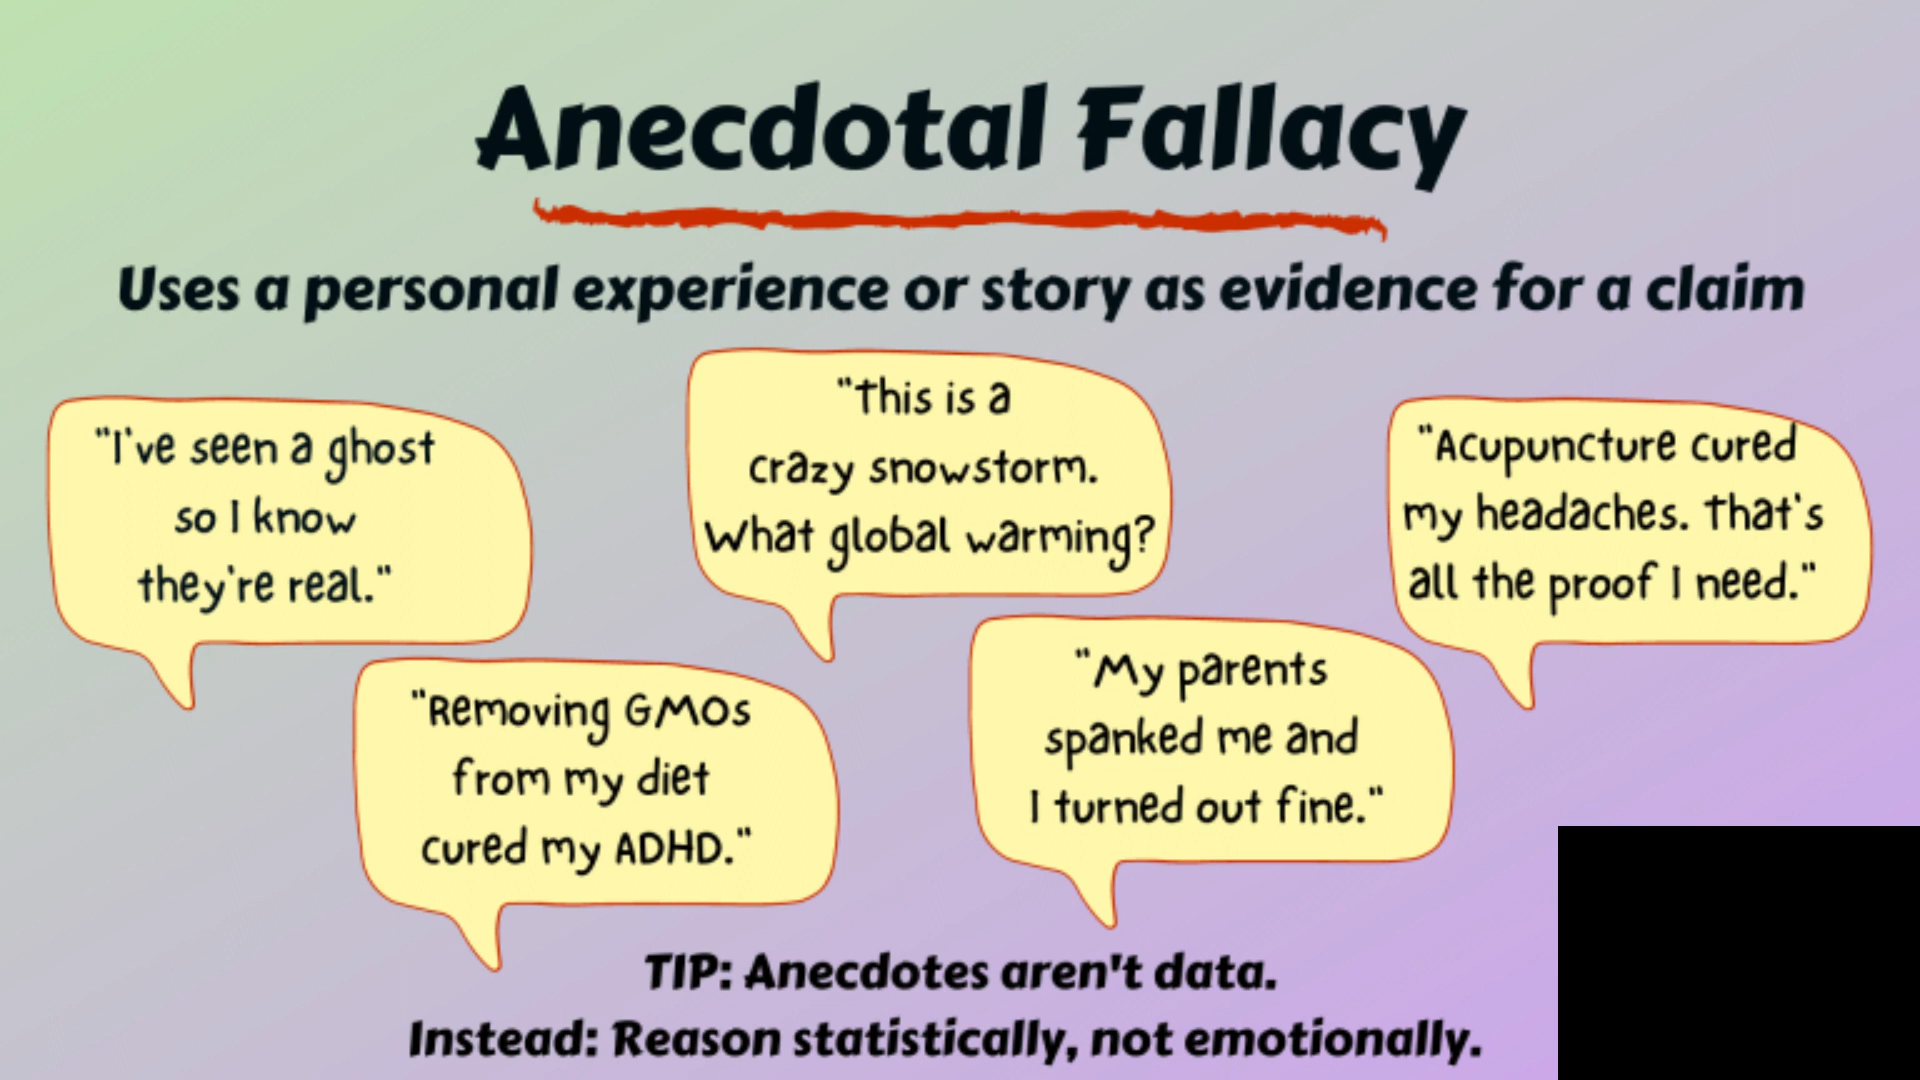 Anecdotal Fallacy
Uses a personal experience or story as evidence for a claim
"I've seen a ghost
so I know
they're real."
"This is a
crazy snowstorm.
What global warming?
"Acupuncture cured
my headaches. That's
all the proof I need."
"Removing GMOs
from my diet
cured my ADHD."
"My parents
spanked me and
I turned out fine."
TIP: Anecdotes aren't data.
Instead: Reason statistically, not emotionally.